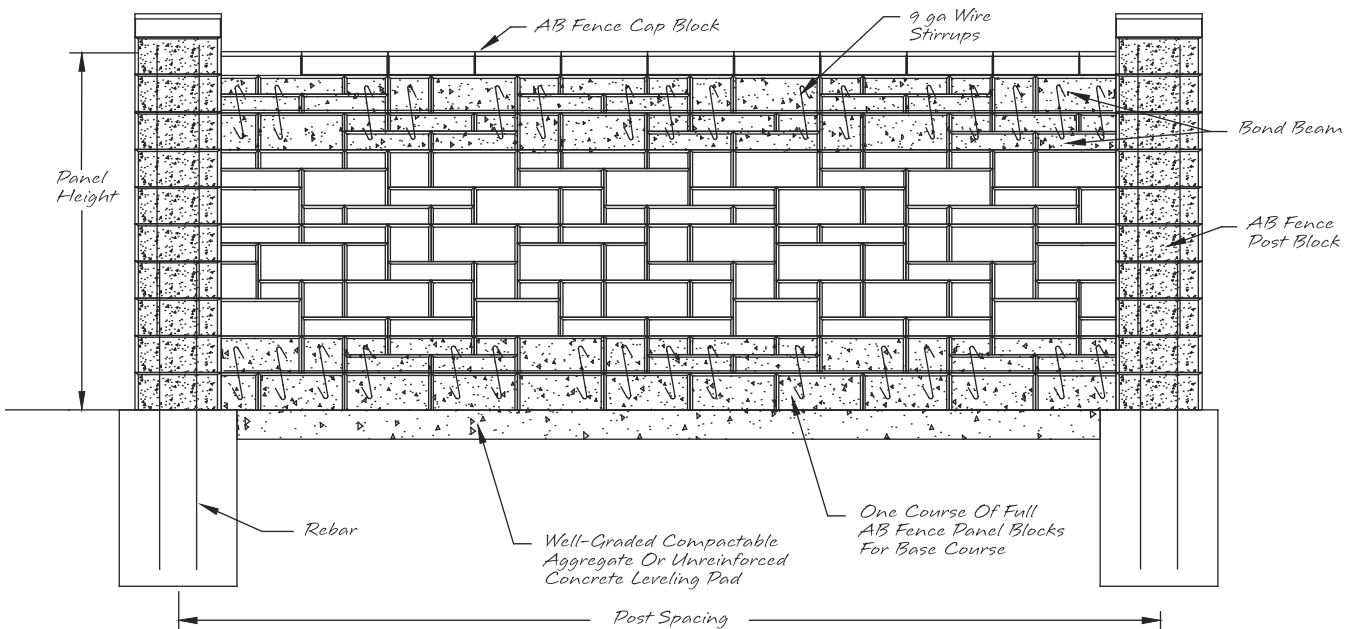 AB Fence Cap Block
9 ga Wire
Stirrups
Bond Beam
Panel
Height
AB Fence
Post Block
Rebar
Well-Graded Compactable
Aggregate Or Unreinforced
Concrete Leveling Pad
One Course Of Full
AB Fence Panel Blocks
For Base Course
Post Spacing